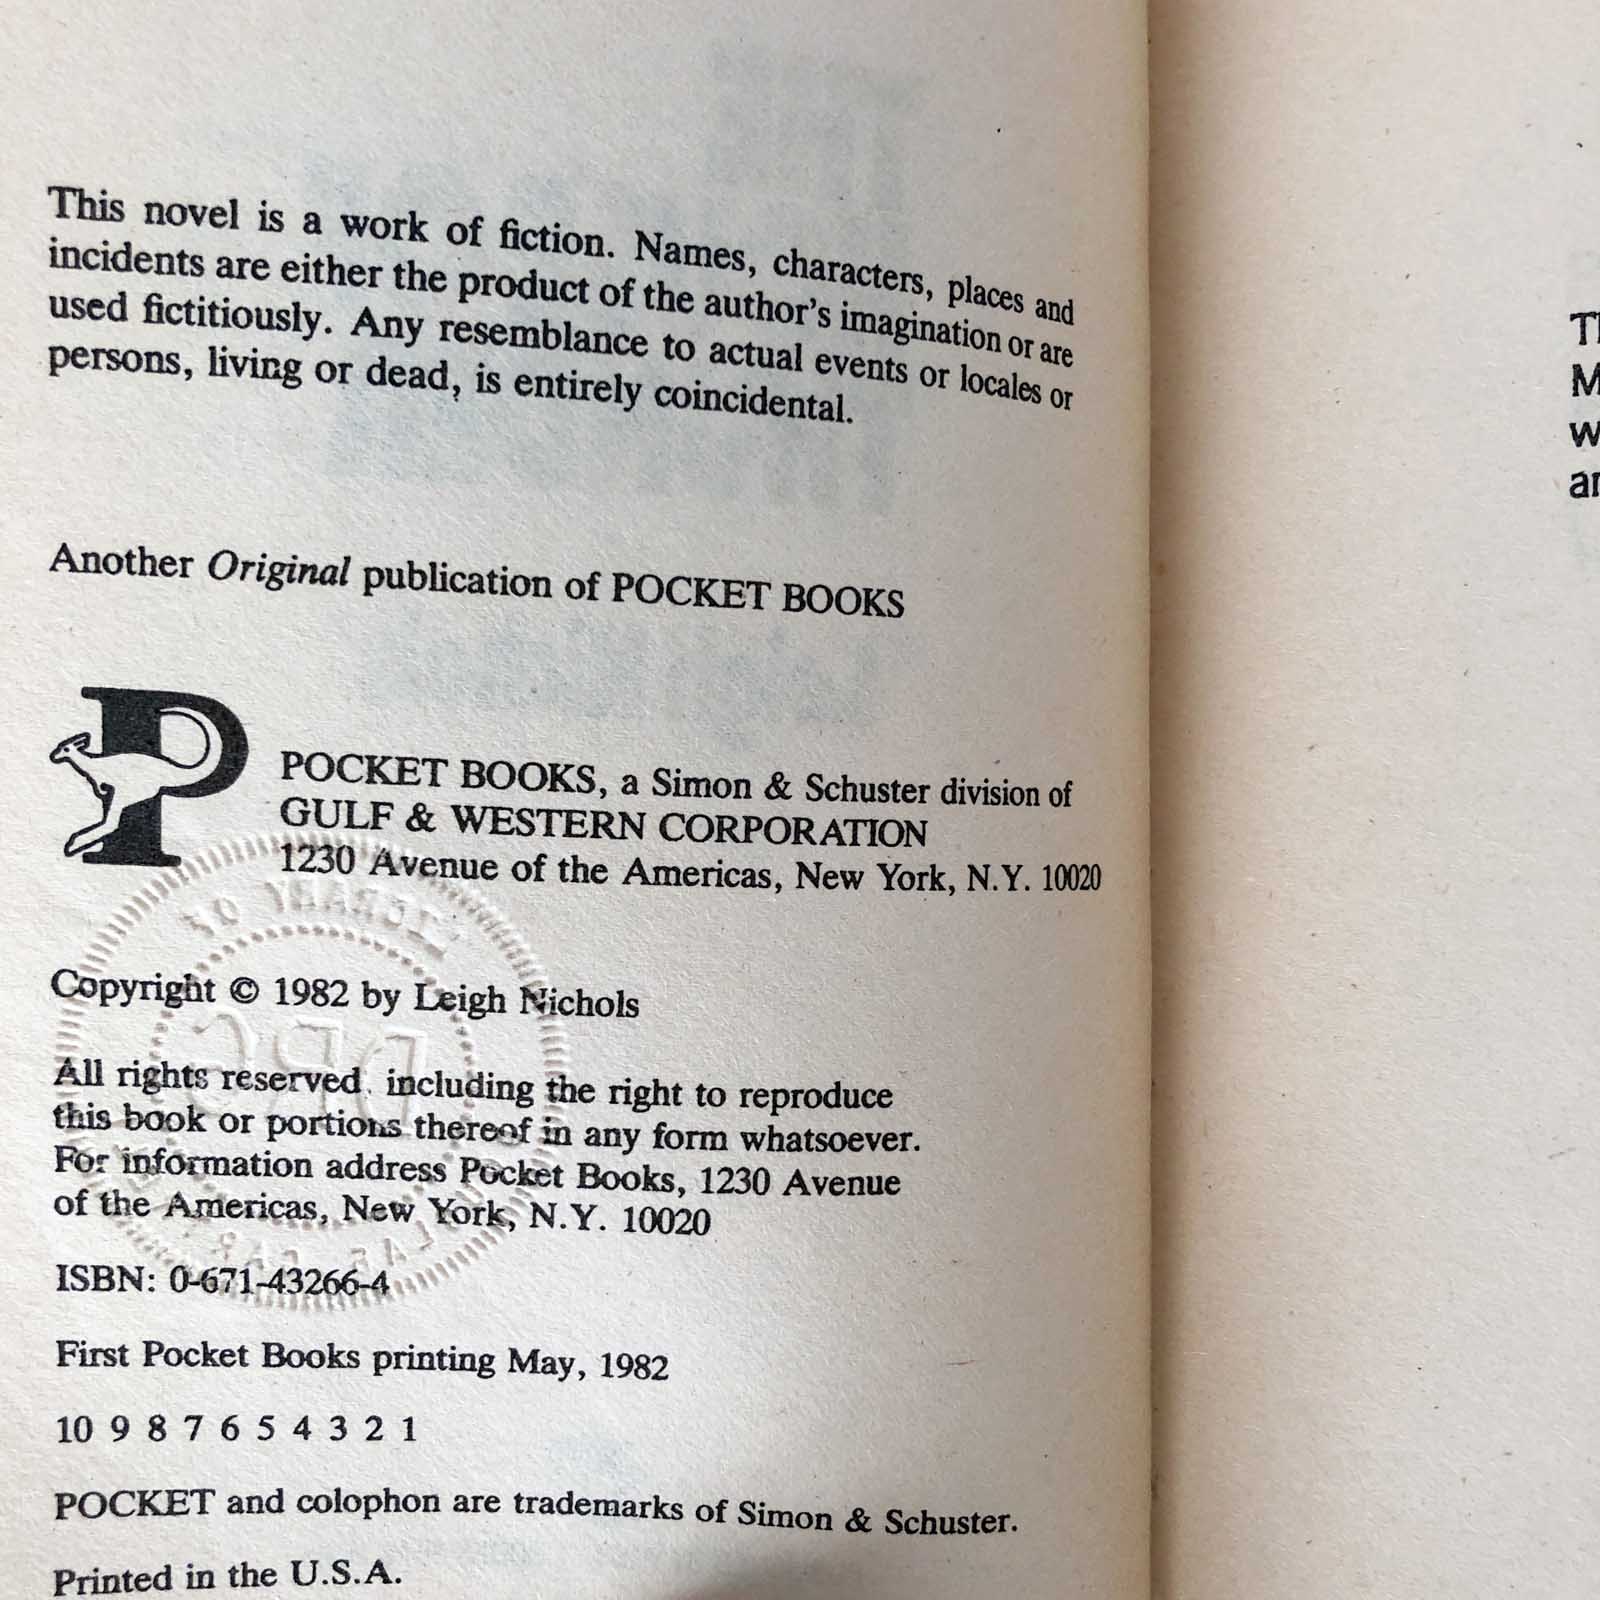 This novel is a work of fiction. Names, characters, places and
incidents are either the product of the author's imagination or are
used fictitiously. Any resemblance to actual events or locales or
persons, living or dead, is entirely coincidental.
Another Original publication of POCKET BOOKS
P
POCKET BOOKS, a Simon & Schuster division of
GULF & WESTERN CORPORATION
1230 Avenue of the Americas, New York, N.Y. 10020
LIBRARY OF
Copyright © 1982 by Leigh Nichols
All rights reserved, including the right to reproduce
this book or portions thereof in any form whatsoever.
For information address Pocket Books, 1230 Avenue
of the Americas, New York, N.Y. 10020
ISBN: 0-671-43266-4
First Pocket Books printing May, 1982
10 9 8 7 6 5 4 3 2 1
POCKET and colophon are trademarks of Simon & Schuster.
Printed in the U.S.A.